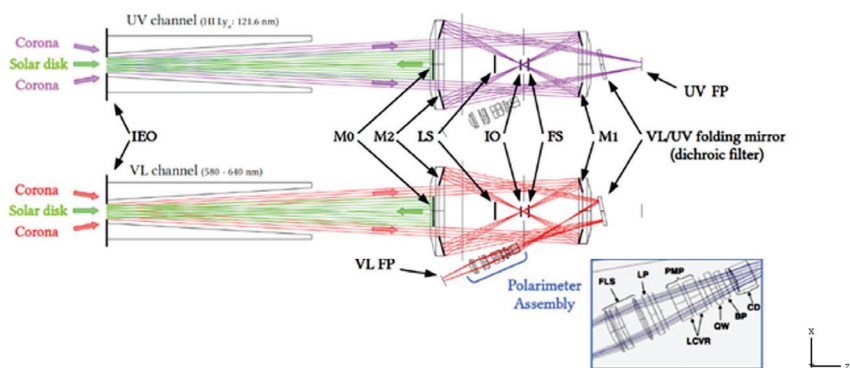 UV channel (HI Lyα: 121.6 nm)
Corona
Solar disk
Corona
UV FP
IEO
M0
M2
LS
IO
FS
M1
VL/UV folding mirror
(dichroic filter)
VL channel (580 - 640 nm)
Corona
Solar disk
Corona
VL FP
Polarimeter
Assembly
FLS
LP
PMP
LCVR
QW
BP
CD
x
z